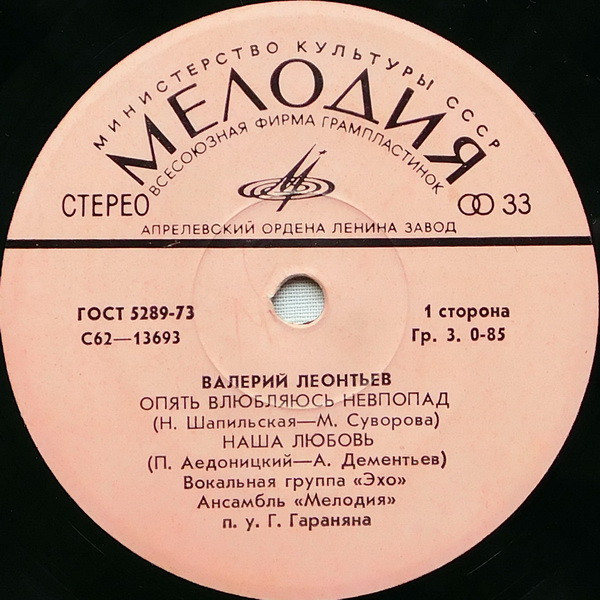 МИНИСТЕРСТВО КУЛЬТУРЫ СССР
МЕЛОДИЯ
ВСЕСОЮЗНАЯ ФИРМА ГРАМПЛАСТИНОК
СТЕРЕО 33
АПРЕЛЕВСКИЙ ОРДЕНА ЛЕНИНА ЗАВОД
ГОСТ 5289-73 1 сторона
С62—13693 Гр. 3. 0-85
ВАЛЕРИЙ ЛЕОНТЬЕВ
ОПЯТЬ ВЛЮБЛЯЮСЬ НЕВПОПАД
(Н. Шапильская—М. Суворова)
НАША ЛЮБОВЬ
(П. Аедоницкий—А. Дементьев)
Вокальная группа «Эхо»
Ансамбль «Мелодия»
п. у. Г. Гараняна